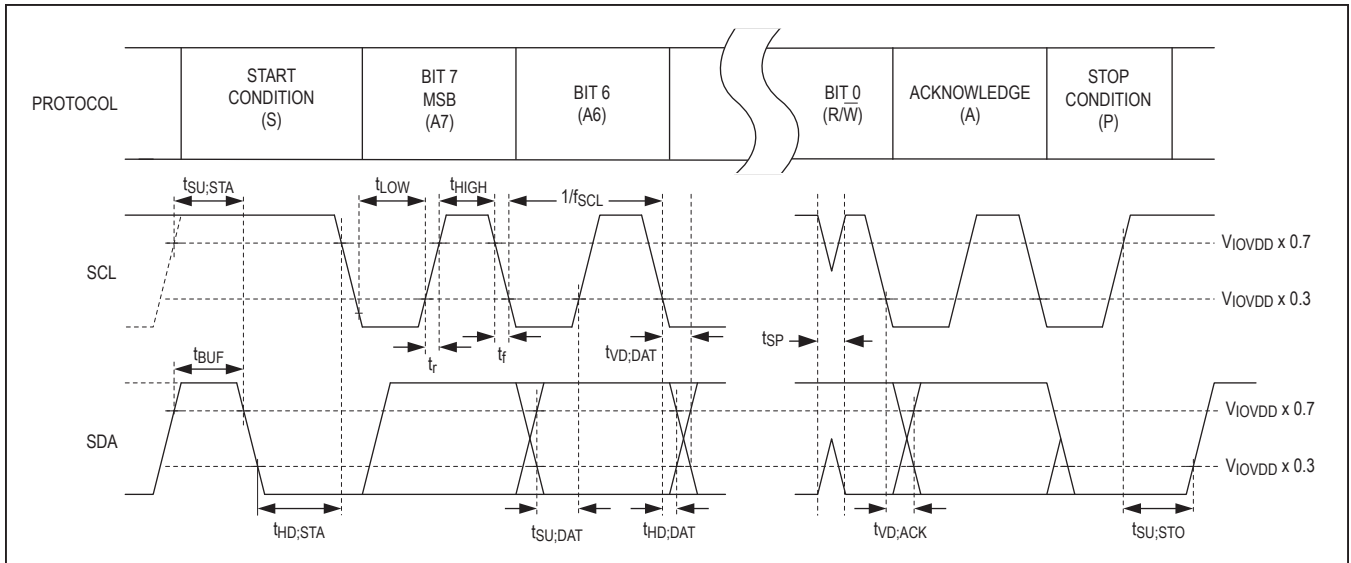 PROTOCOL
START
CONDITION
(S)
BIT 7
MSB
(A7)
BIT 6
(A6)
BIT 0
(R/W̅)
ACKNOWLEDGE
(A)
STOP
CONDITION
(P)
tSU;STA
tLOW
tHIGH
1/fSCL
SCL
VIOVDD x 0.7
VIOVDD x 0.3
tr
tf
tVD;DAT
tSP
tBUF
SDA
VIOVDD x 0.7
VIOVDD x 0.3
tHD;STA
tSU;DAT
tHD;DAT
tVD;ACK
tSU;STO